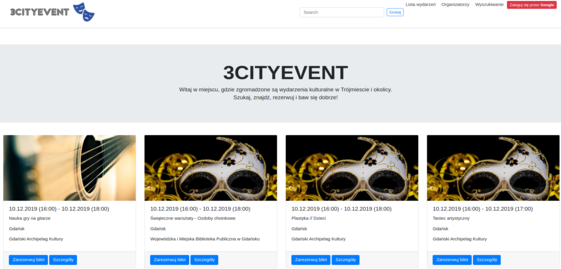 3CITYEVENT
Search
Szukaj
Lista wydarzeń
Organizatorzy
Wyszukiwanie
Zaloguj się przez Google
3CITYEVENT
Witaj w miejscu, gdzie zgromadzone są wydarzenia kulturalne w Trójmieście i okolicy.
Szukaj, znajdź, rezerwuj i baw się dobrze!
10.12.2019 (16:00) - 10.12.2019 (18:00)
Nauka gry na gitarze
Gdańsk
Gdański Archipelag Kultury
Zarezerwuj bilet
Szczegóły
10.12.2019 (16:00) - 10.12.2019 (18:00)
Świąteczne warsztaty - Ozdoby choinkowe
Gdańsk
Wojewódzka i Miejska Biblioteka Publiczna w Gdańsku
Zarezerwuj bilet
Szczegóły
10.12.2019 (16:00) - 10.12.2019 (18:00)
Plastyka // Dzieci
Gdańsk
Gdański Archipelag Kultury
Zarezerwuj bilet
Szczegóły
10.12.2019 (16:00) - 10.12.2019 (17:00)
Taniec artystyczny
Gdańsk
Gdański Archipelag Kultury
Zarezerwuj bilet
Szczegóły